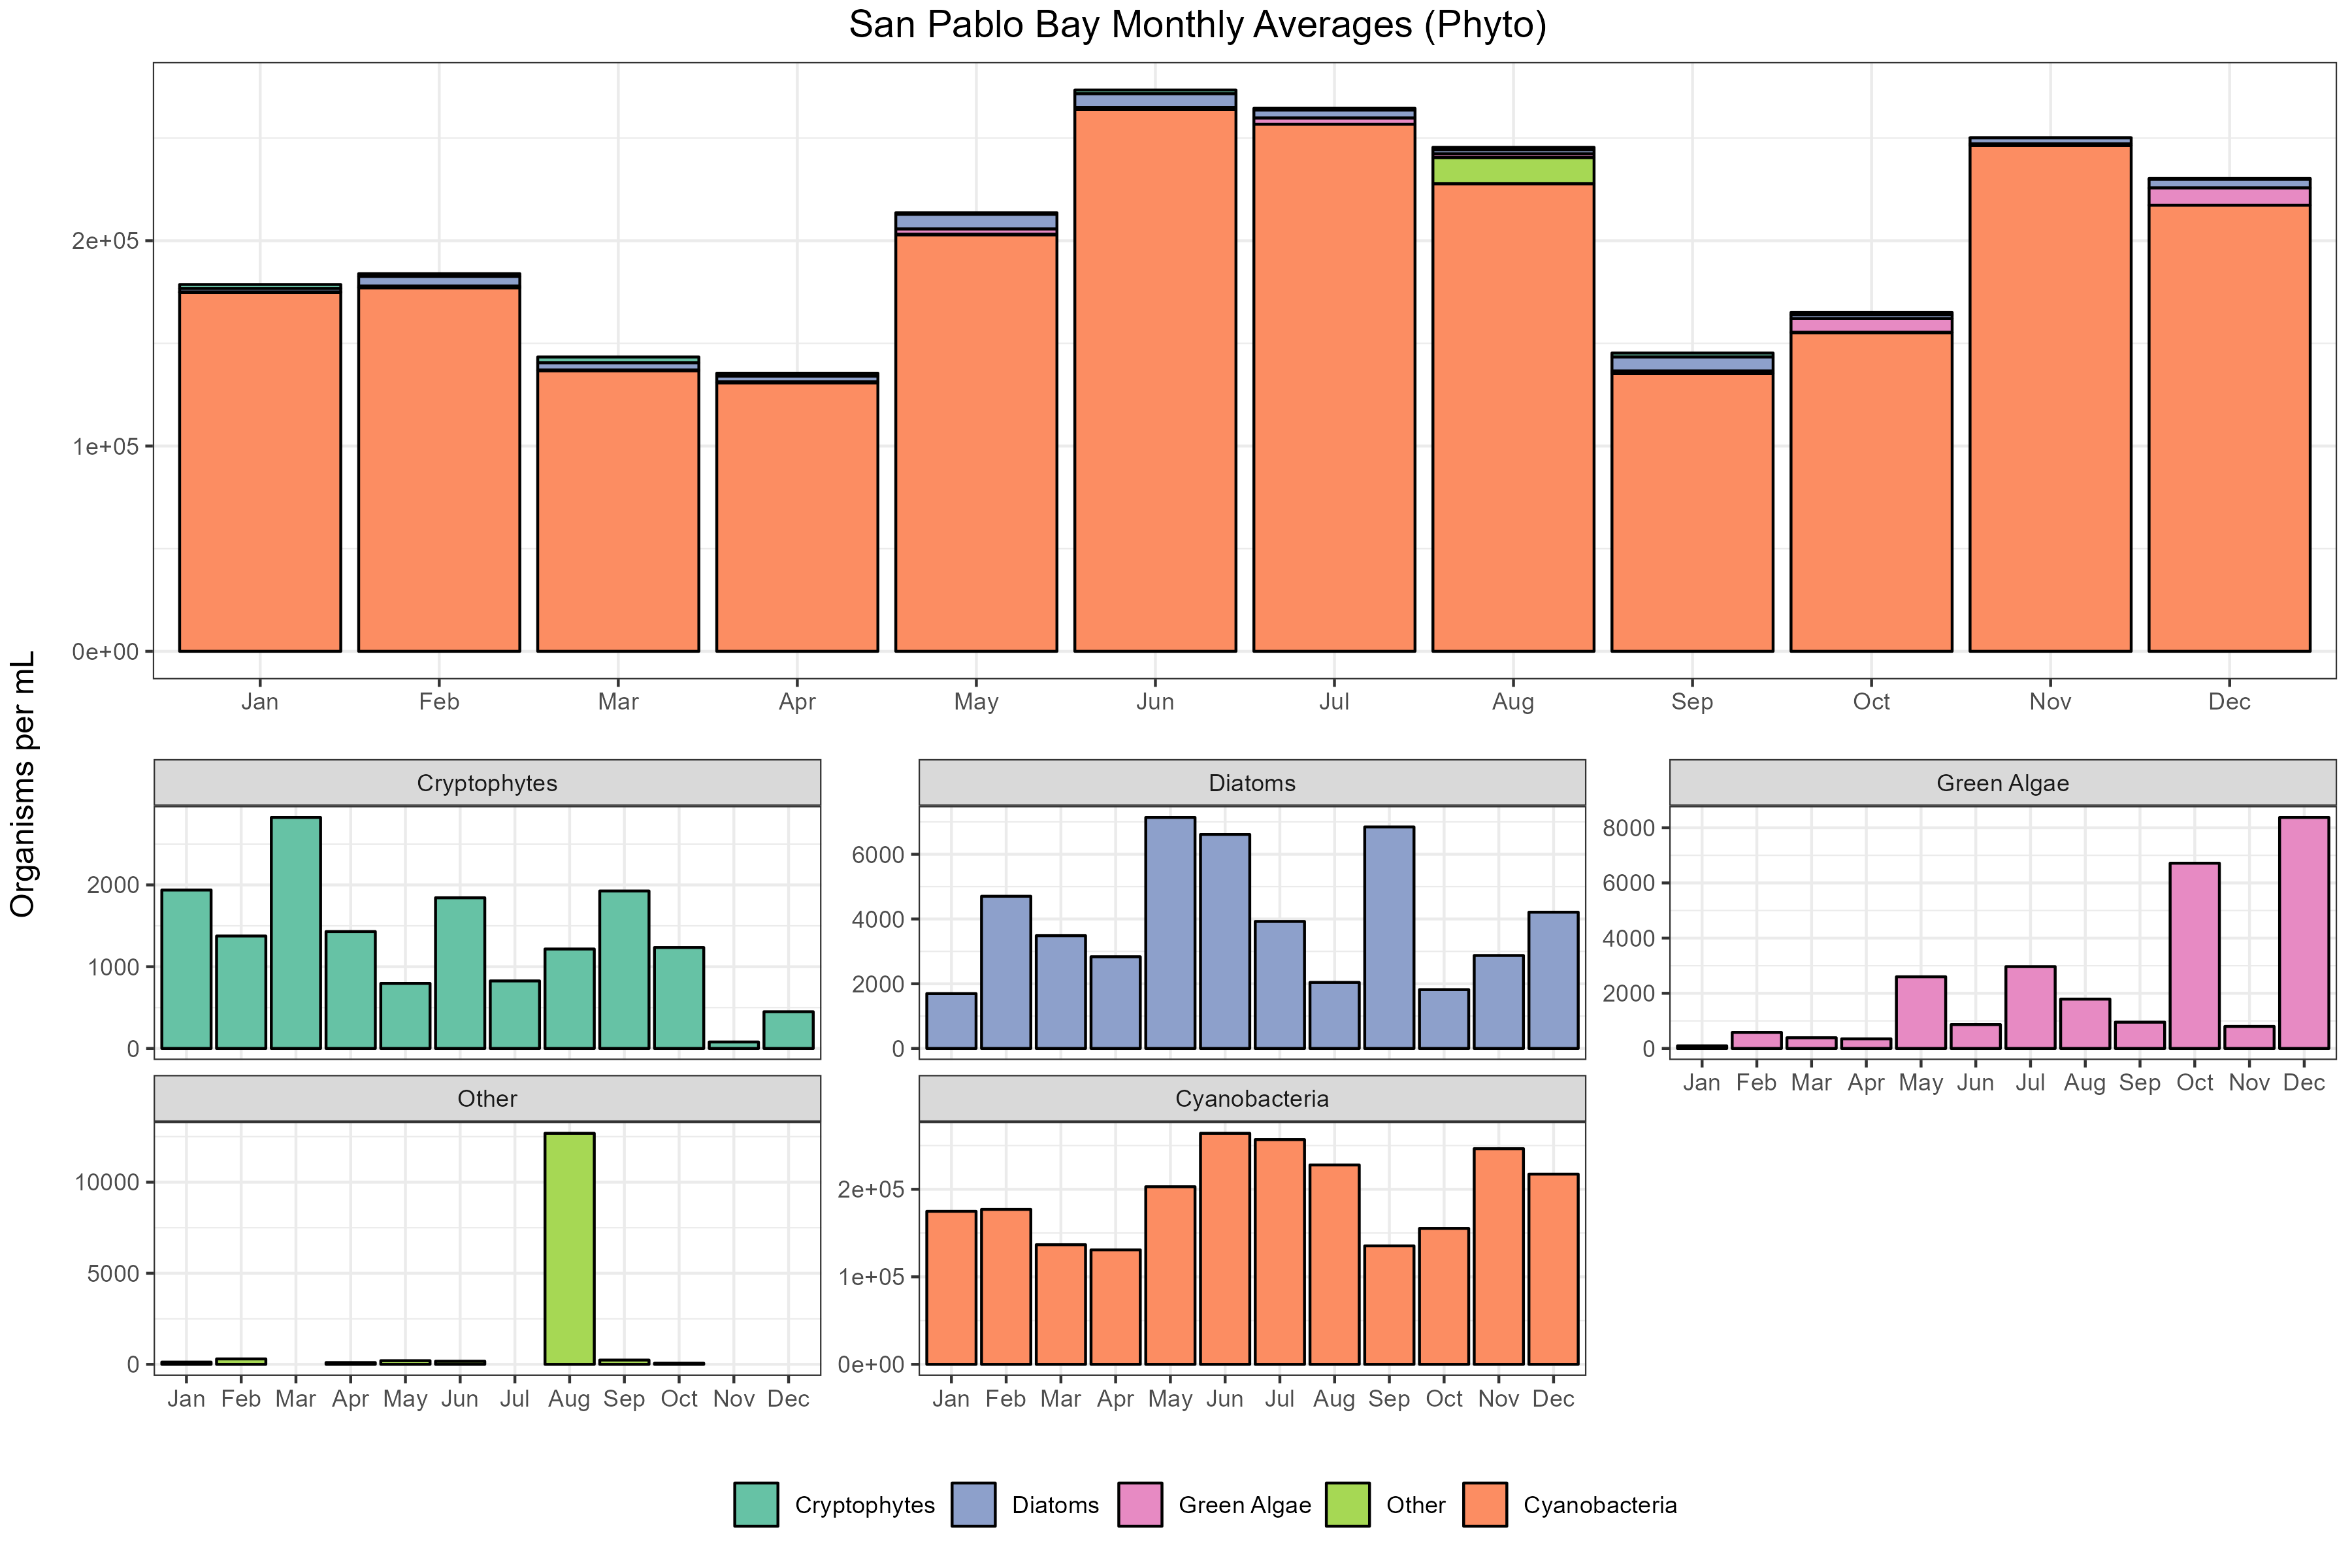 San Pablo Bay Monthly Averages (Phyto)
Organisms per mL
2e+05
1e+05
0e+00
Jan Feb Mar Apr May Jun Jul Aug Sep Oct Nov Dec
Cryptophytes
2000
1000
0
Diatoms
6000
4000
2000
0
Green Algae
8000
6000
4000
2000
0
Jan Feb Mar Apr May Jun Jul Aug Sep Oct Nov Dec
Other
10000
5000
0
Jan Feb Mar Apr May Jun Jul Aug Sep Oct Nov Dec
Cyanobacteria
2e+05
1e+05
0e+00
Jan Feb Mar Apr May Jun Jul Aug Sep Oct Nov Dec
Cryptophytes Diatoms Green Algae Other Cyanobacteria